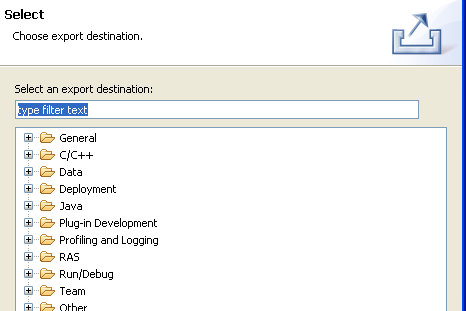 Select
Choose export destination.
Select an export destination:
type filter text
General
C/C++
Data
Deployment
Java
Plug-in Development
Profiling and Logging
RAS
Run/Debug
Team
Other